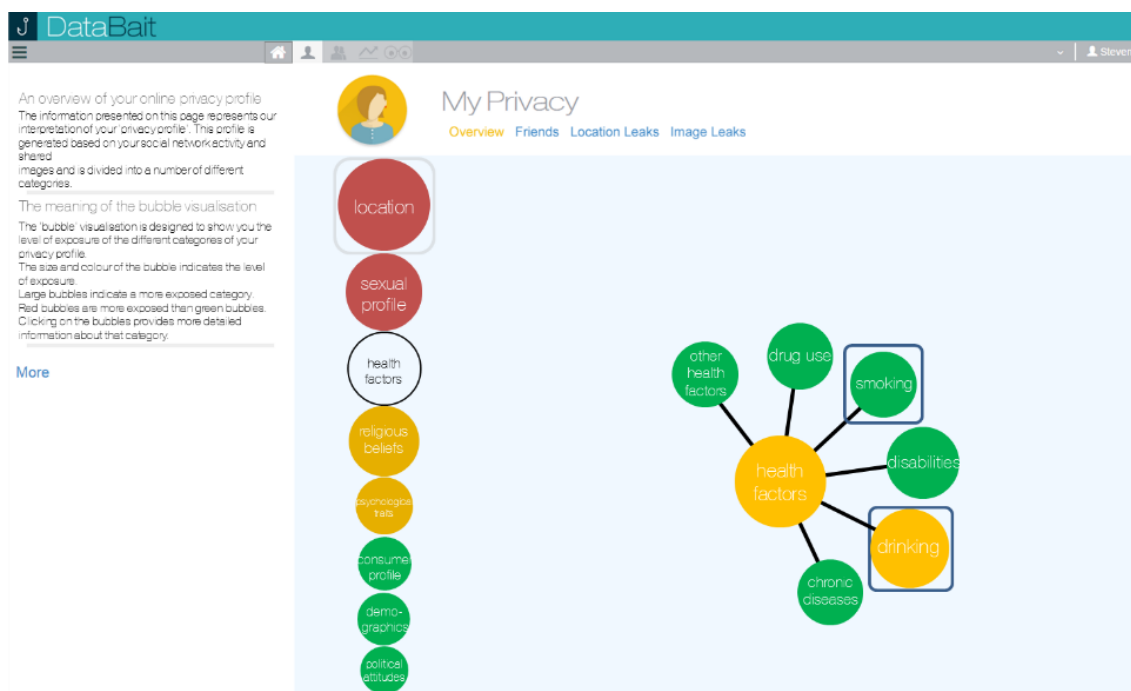 DataBait
Steven
An overview of your online privacy profile
The information presented on this page represents our
interpretation of your 'privacy profile'. This profile is
generated based on your social network activity and
shared
images and is divided into a number of different
categories.
The meaning of the bubble visualisation
The 'bubble' visualisation is designed to show you the
level of exposure of the different categores of your
privacy profile.
The size and colour of the bubble indicates the level
of exposure.
Large bubbles indicate a more exposed category.
Red bubbles are more exposed than green bubbles.
Clicking on the bubbles provides more detailed
information about that category.
More
My Privacy
Overview Friends Location Leaks Image Leaks
location
sexual
profile
health
factors
religious
beliefs
psychological
traits
consumer
profile
demo-
graphics
political
attitudes
other
health
factors
drug use
smoking
disabilities
health
factors
drinking
chronic
diseases